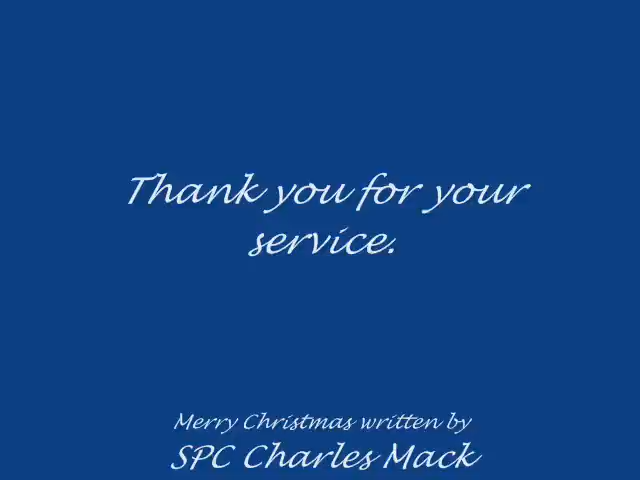 Thank you for your
service.
Merry Christmas written by
SPC Charles Mack